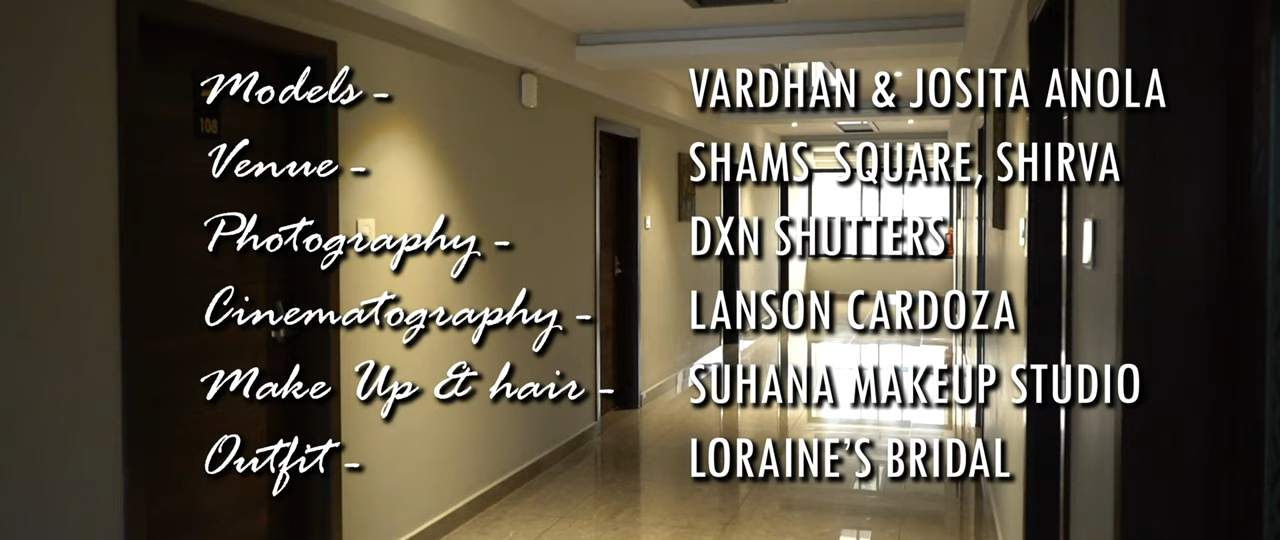 108
Models - VARDHAN & JOSITA ANOLA
Venue - SHAMS SQUARE, SHIRVA
Photography - DXN SHUTTERS
Cinematography - LANSON CARDOZA
Make Up & hair - SUHANA MAKEUP STUDIO
Outfit - LORAINE'S BRIDAL